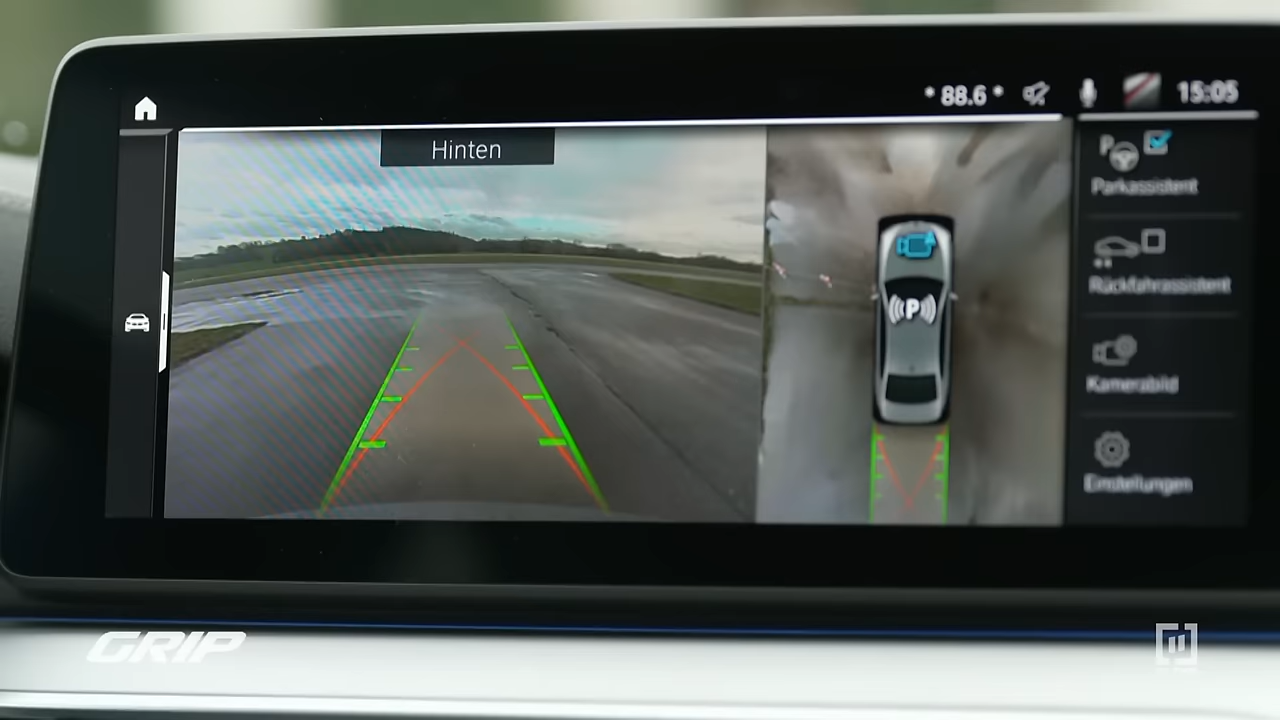 * 88.6 *
15:05
Hinten
P
Parkassistent
Rückfahrassistent
Kamerabild
Einstellungen
(P)
GRIP